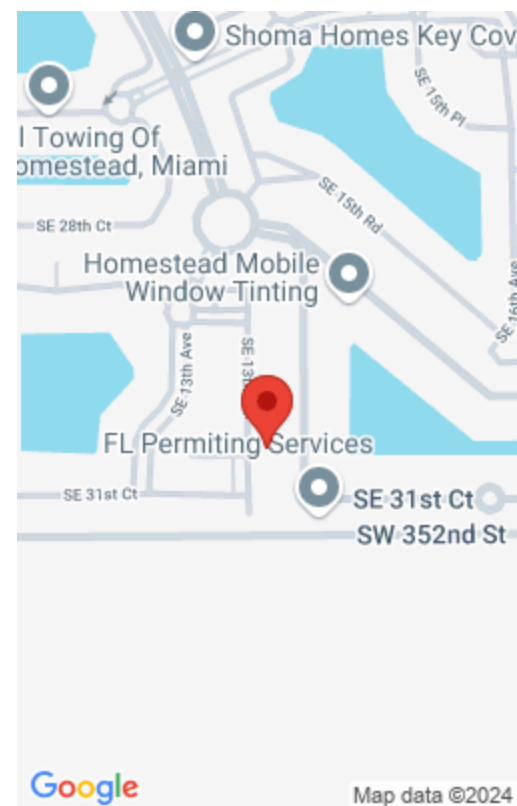 Shoma Homes Key Cov
SE 15th Pl
l Towing Of
omestead, Miami
SE 15th Rd
SE 28th Ct
Homestead Mobile
Window Tinting
SE 16th Ave
SE 13th Ave
SE 13
FL Permiting Services
SE 31st Ct
SE 31st Ct
SW 352nd St
Google
Map data ©2024